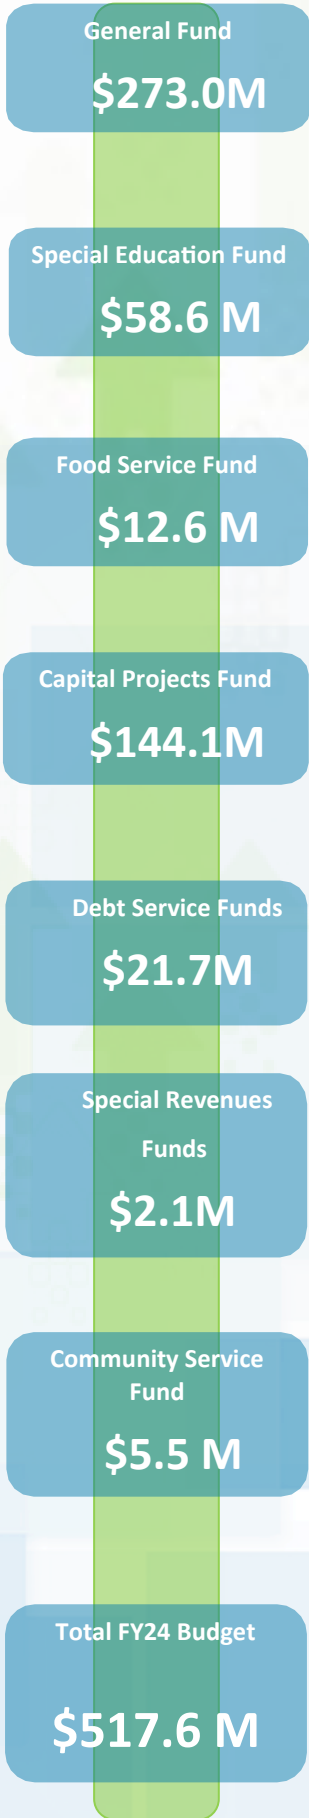 General Fund
$273.0M
Special Education Fund
$58.6 M
Food Service Fund
$12.6 M
Capital Projects Fund
$144.1M
Debt Service Funds
$21.7M
Special Revenues
Funds
$2.1M
Community Service
Fund
$5.5 M
Total FY24 Budget
$517.6 M